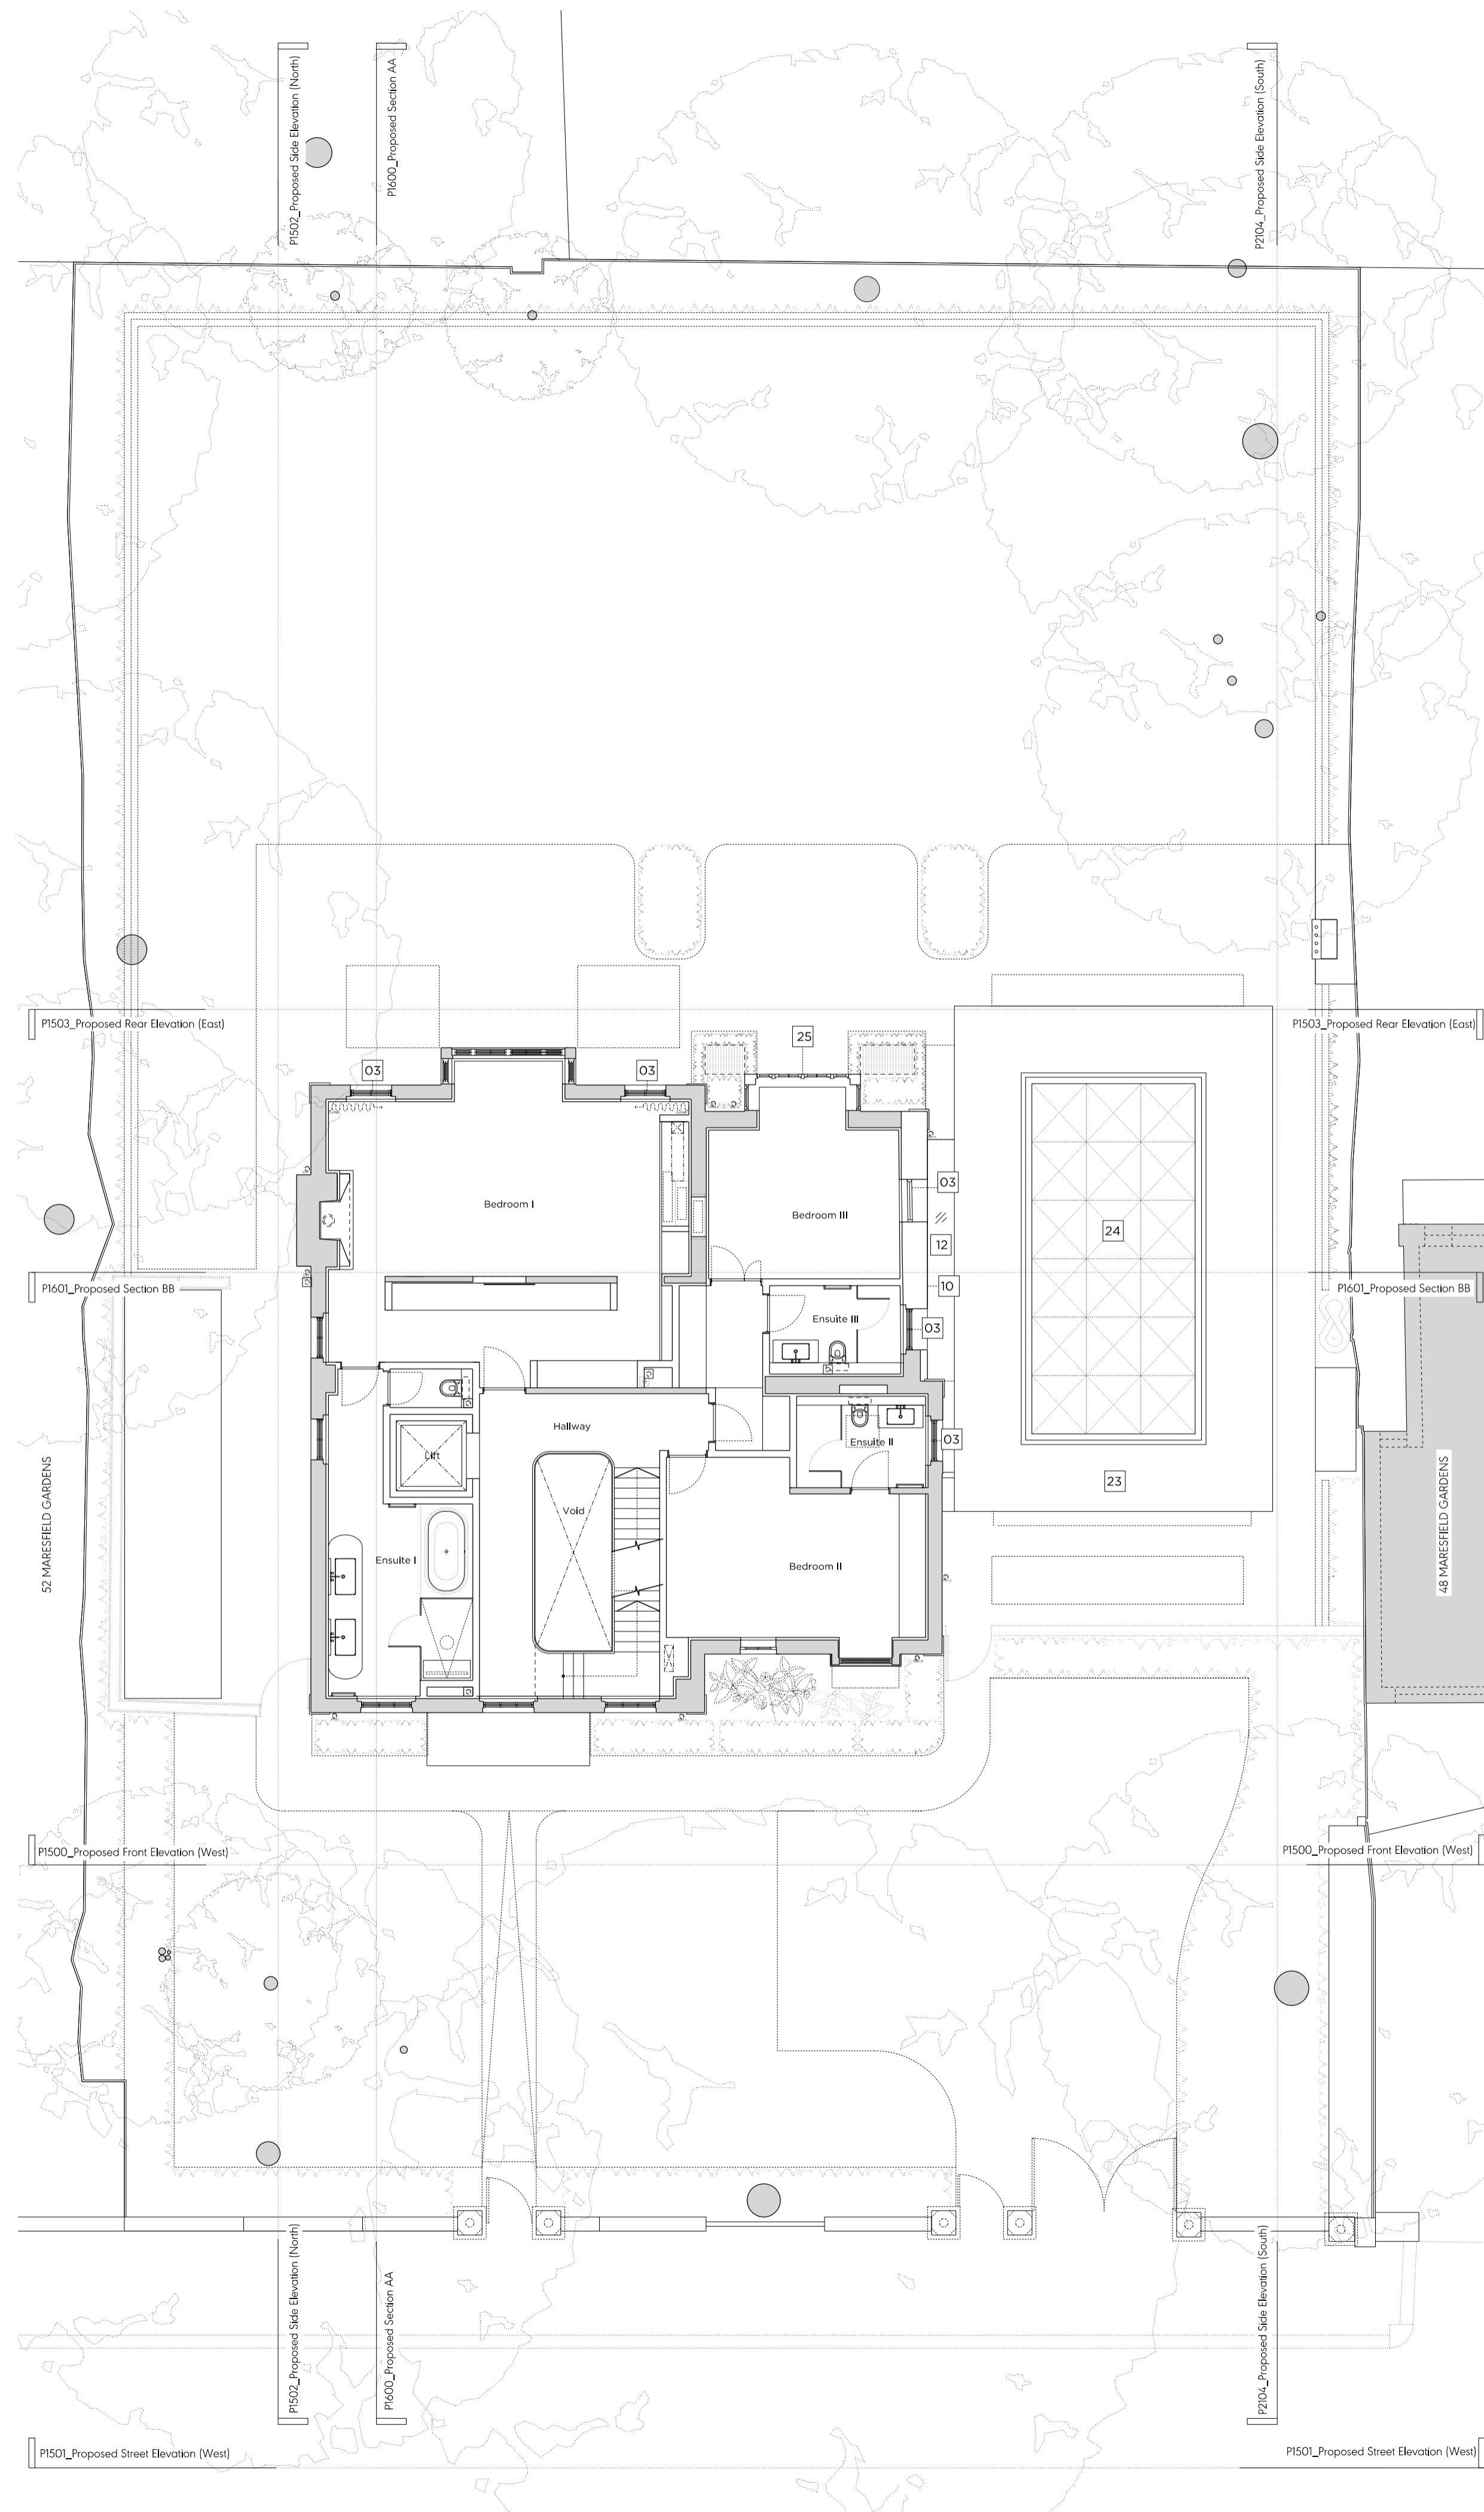 P1502_Proposed Side Elevation (North)
P1600_Proposed Section AA
P2104_Proposed Side Elevation (South)
P1503_Proposed Rear Elevation (East)
P1503_Proposed Rear Elevation (East)
25
03
03
Bedroom I
Bedroom III
03
12
24
10
P1601_Proposed Section BB
P1601_Proposed Section BB
Ensuite III
03
Hallway
Lift
Ensuite II
03
23
Void
52 MARESFIELD GARDENS
48 MARESFIELD GARDENS
Ensuite I
Bedroom II
P1500_Proposed Front Elevation (West)
P1500_Proposed Front Elevation (West)
P1502_Proposed Side Elevation (North)
P1600_Proposed Section AA
P2104_Proposed Side Elevation (South)
P1501_Proposed Street Elevation (West)
P1501_Proposed Street Elevation (West)